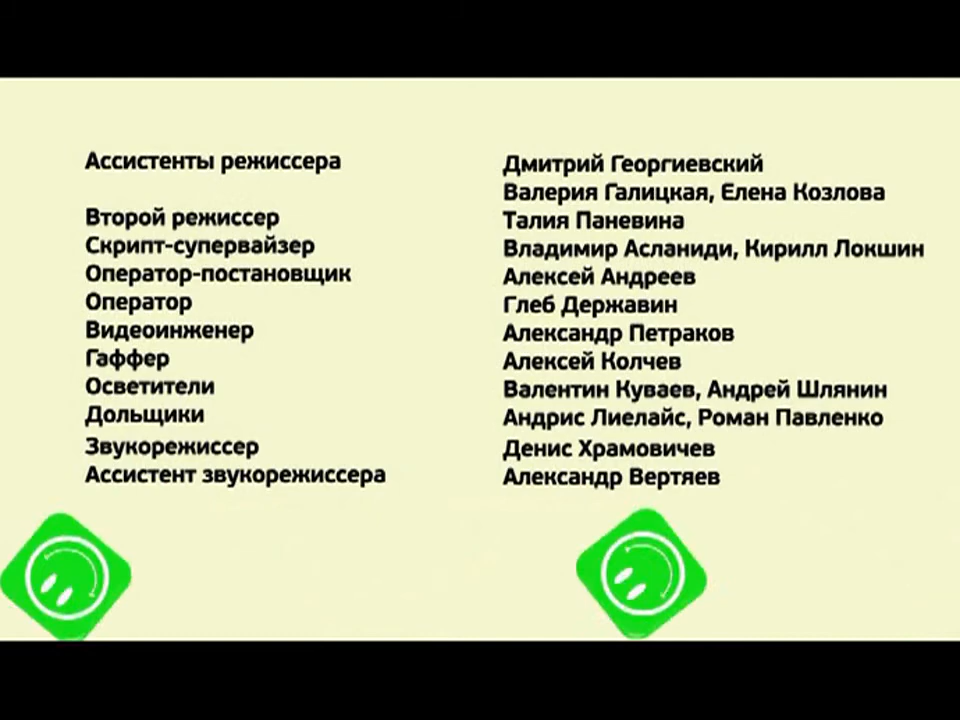 Ассистенты режиссера Дмитрий Георгиевский
Валерия Галицкая, Елена Козлова
Второй режиссер Талия Паневина
Скрипт-супервайзер Владимир Асланиди, Кирилл Локшин
Оператор-постановщик Алексей Андреев
Оператор Глеб Державин
Видеоинженер Александр Петраков
Гаффер Алексей Колчев
Осветители Валентин Куваев, Андрей Шлянин
Дольщики Андрис Лиелайс, Роман Павленко
Звукорежиссер Денис Храмовичев
Ассистент звукорежиссера Александр Вертяев